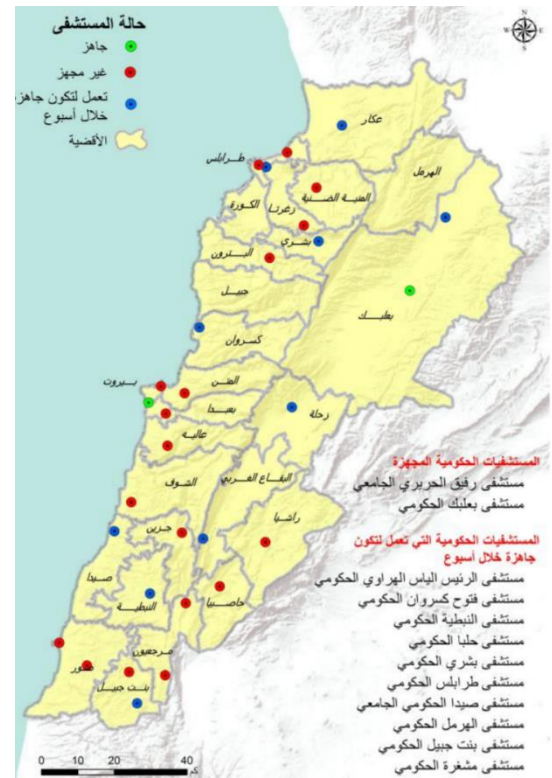 حالة المستشفى
جاهز
غير مجهز
تعمل لتكون جاهزة
خلال أسبوع
الأقضية
N
W E
S
عكار
طرابلس
الهرمل
المنية الضنية
زغرتا
الكورة
بشري
البترون
جبيل
بعلبك
كسروان
المتن
بيروت
بعبدا
زحلة
عاليه
الشوف
البقاع الغربي
راشيا
جزين
صيدا
النبطية
حاصبيا
مرجعيون
صور
بنت جبيل
المستشفيات الحكومية المجهزة
مستشفى رفيق الحريري الجامعي
مستشفى بعلبك الحكومي
المستشفيات الحكومية التي تعمل لتكون
جاهزة خلال أسبوع
مستشفى الرئيس الياس الهراوي الحكومي
مستشفى فتوح كسروان الحكومي
مستشفى النبطية الحكومي
مستشفى حلبا الحكومي
مستشفى بشري الحكومي
مستشفى طرابلس الحكومي
مستشفى صيدا الحكومي الجامعي
مستشفى الهرمل الحكومي
مستشفى بنت جبيل الحكومي
مستشفى مشغرة الحكومي
0 10 20 40
كم